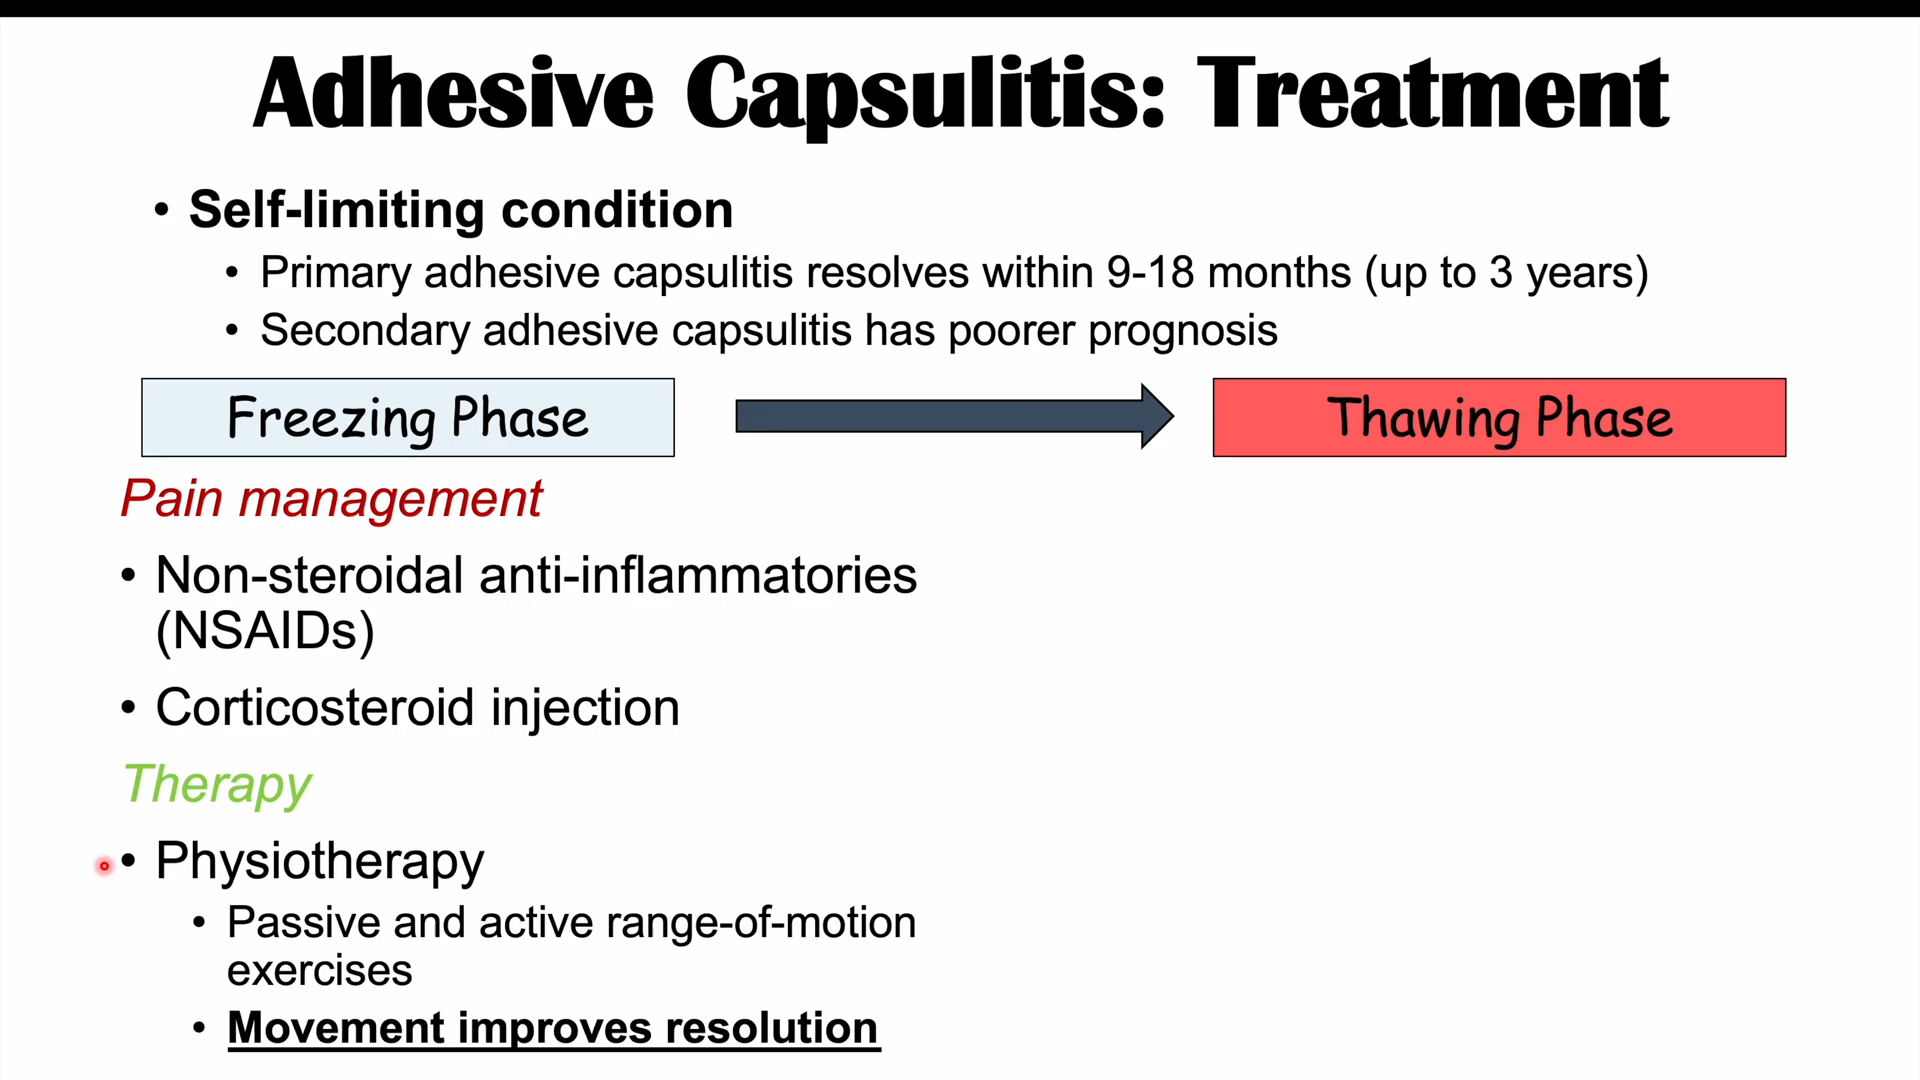 Adhesive Capsulitis: Treatment
• Self-limiting condition
• Primary adhesive capsulitis resolves within 9-18 months (up to 3 years)
• Secondary adhesive capsulitis has poorer prognosis
Freezing Phase
Thawing Phase
Pain management
• Non-steroidal anti-inflammatories
(NSAIDs)
• Corticosteroid injection
Therapy
• Physiotherapy
• Passive and active range-of-motion
exercises
• Movement improves resolution